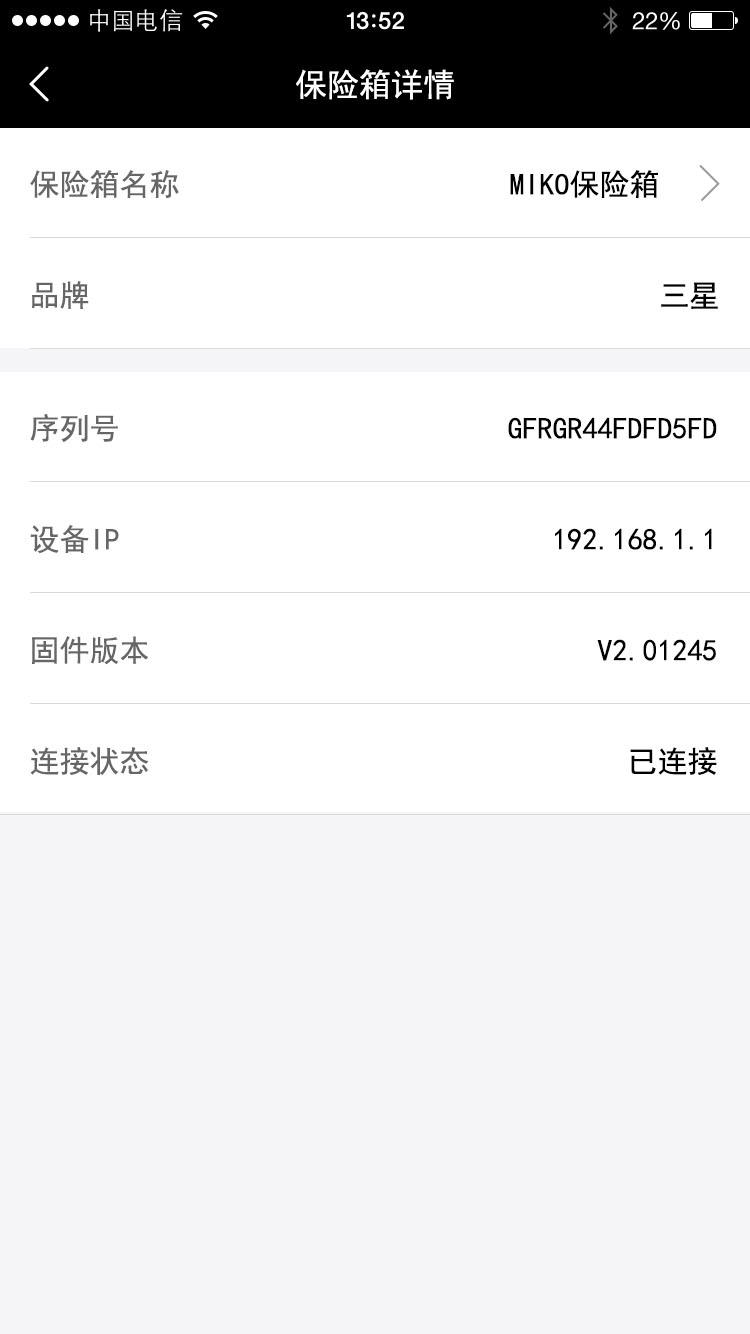 中国电信 13:52 22%
保险箱详情
保险箱名称 MIKO保险箱
品牌 三星
序列号 GFRGR44FDFD5FD
设备IP 192.168.1.1
固件版本 V2.01245
连接状态 已连接